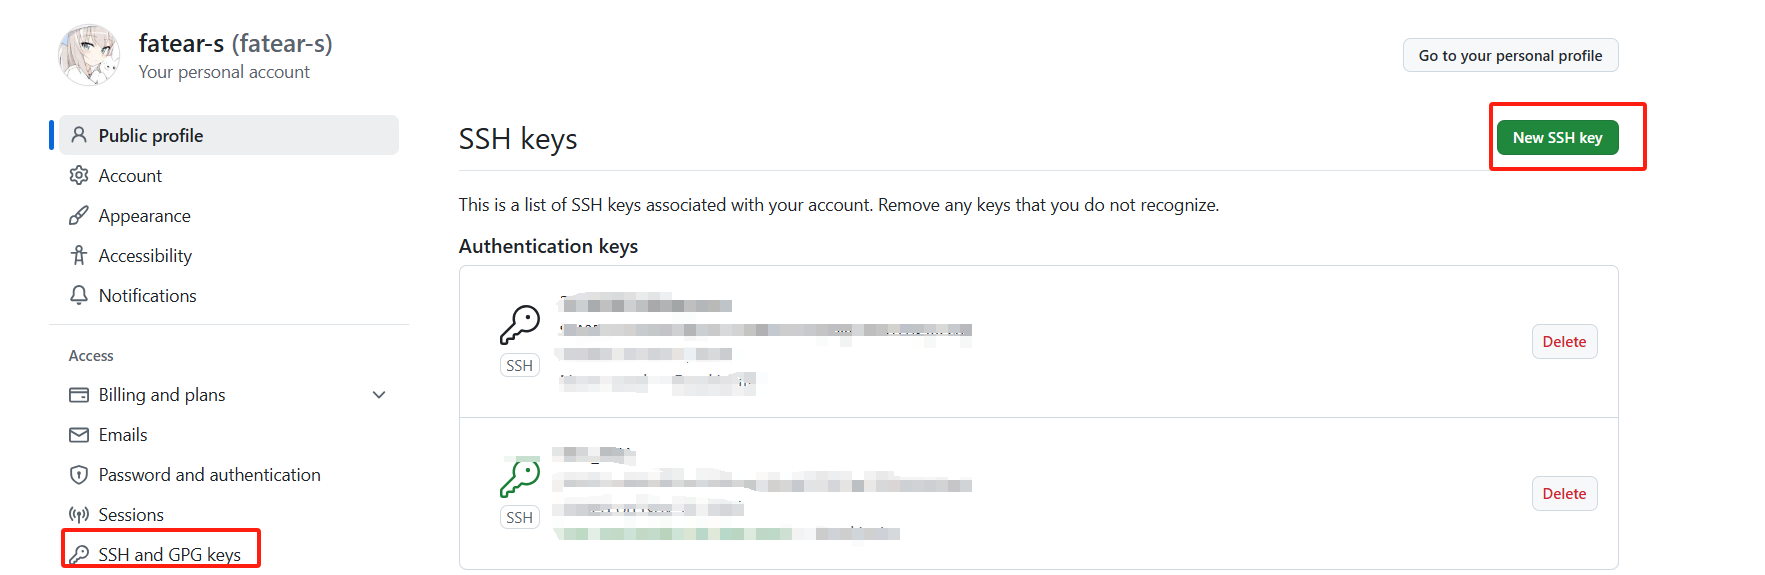 fatear-s (fatear-s)
Your personal account
Go to your personal profile
Public profile
Account
Appearance
Accessibility
Notifications
Access
Billing and plans
Emails
Password and authentication
Sessions
SSH and GPG keys
SSH keys
New SSH key
This is a list of SSH keys associated with your account. Remove any keys that you do not recognize.
Authentication keys
SSH
Delete
SSH
Delete